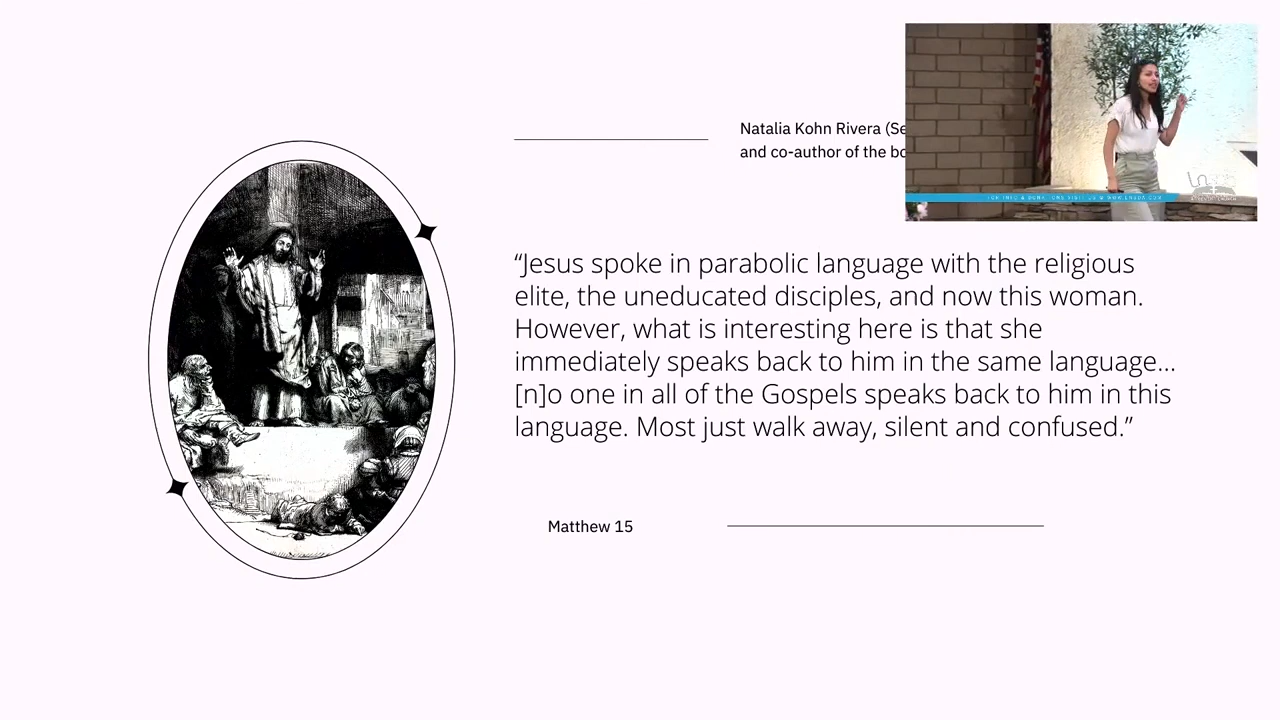 Natalia Kohn Rivera (Se
and co-author of the bo
“Jesus spoke in parabolic language with the religious
elite, the uneducated disciples, and now this woman.
However, what is interesting here is that she
immediately speaks back to him in the same language...
[n]o one in all of the Gospels speaks back to him in this
language. Most just walk away, silent and confused.”
Matthew 15